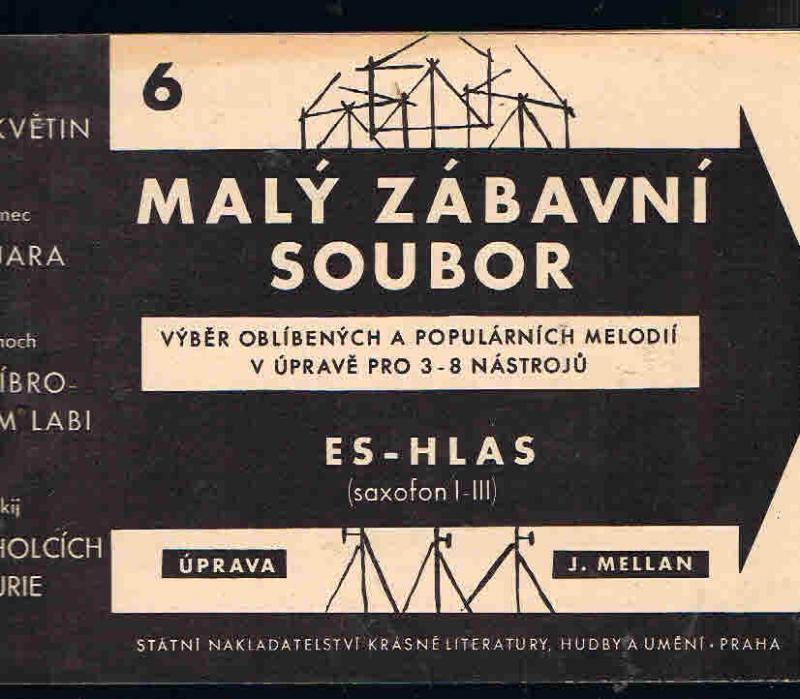 KVĚTIN
nec
JARA
noch
ÍBRO-
M LABI
kij
HOLCÍCH
URIE
6
MALÝ ZÁBAVNÍ
SOUBOR
VÝBĚR OBLÍBENÝCH A POPULÁRNÍCH MELODIÍ
V ÚPRAVĚ PRO 3-8 NÁSTROJŮ
ES-HLAS
(saxofon I-III)
ÚPRAVA
J. MELLAN
STÁTNÍ NAKLADATELSTVÍ KRÁSNÉ LITERATURY, HUDBY A UMĚNÍ • PRAHA